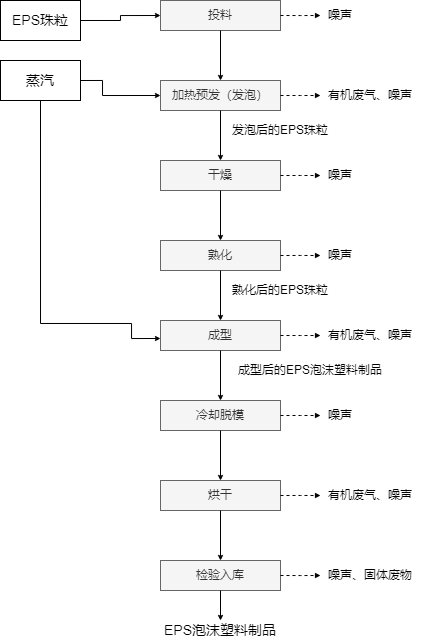 EPS珠粒
投料
噪声
蒸汽
加热预发（发泡）
有机废气、噪声
发泡后的EPS珠粒
干燥
噪声
熟化
噪声
熟化后的EPS珠粒
成型
有机废气、噪声
成型后的EPS泡沫塑料制品
冷却脱模
噪声
烘干
有机废气、噪声
检验入库
噪声、固体废物
EPS泡沫塑料制品